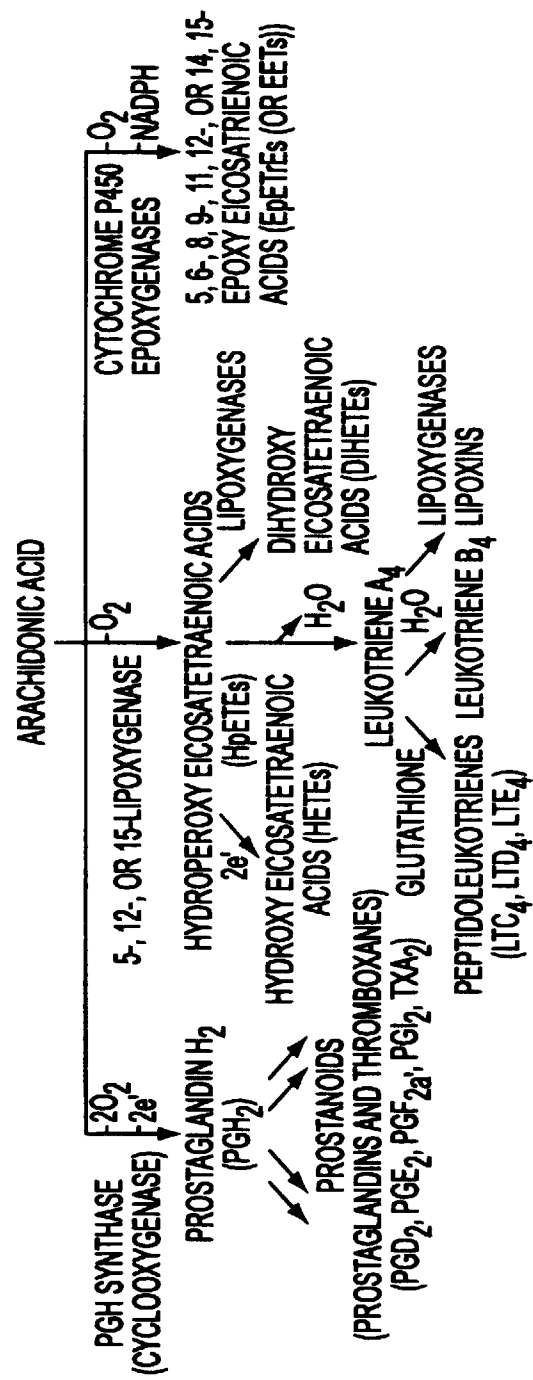 ARACHIDONIC ACID
PGH SYNTHASE
(CYCLOOXYGENASE)
2O2
2e'
5-, 12-, OR 15-LIPOXYGENASE
O2
CYTOCHROME P450
EPOXYGENASES
O2
NADPH
PROSTAGLANDIN H2
(PGH2)
PROSTANOIDS
(PROSTAGLANDINS AND THROMBOXANES)
(PGD2, PGE2, PGF2a', PGI2, TXA2)
HYDROPEROXY EICOSATETRAENOIC ACIDS
(HpETEs)
2e'
HYDROXY EICOSATETRAENOIC
ACIDS (HETEs)
LIPOXYGENASES
DIHYDROXY
EICOSATETRAENOIC
ACIDS (DIHETEs)
H2O
LEUKOTRIENE A4
GLUTATHIONE
H2O
LIPOXYGENASES
PEPTIDOLEUKOTRIENES
(LTC4, LTD4, LTE4)
LEUKOTRIENE B4
LIPOXINS
5, 6-, 8, 9-, 11, 12-, OR 14, 15-
EPOXY EICOSATRIENOIC
ACIDS (EpETrEs (OR EETs))